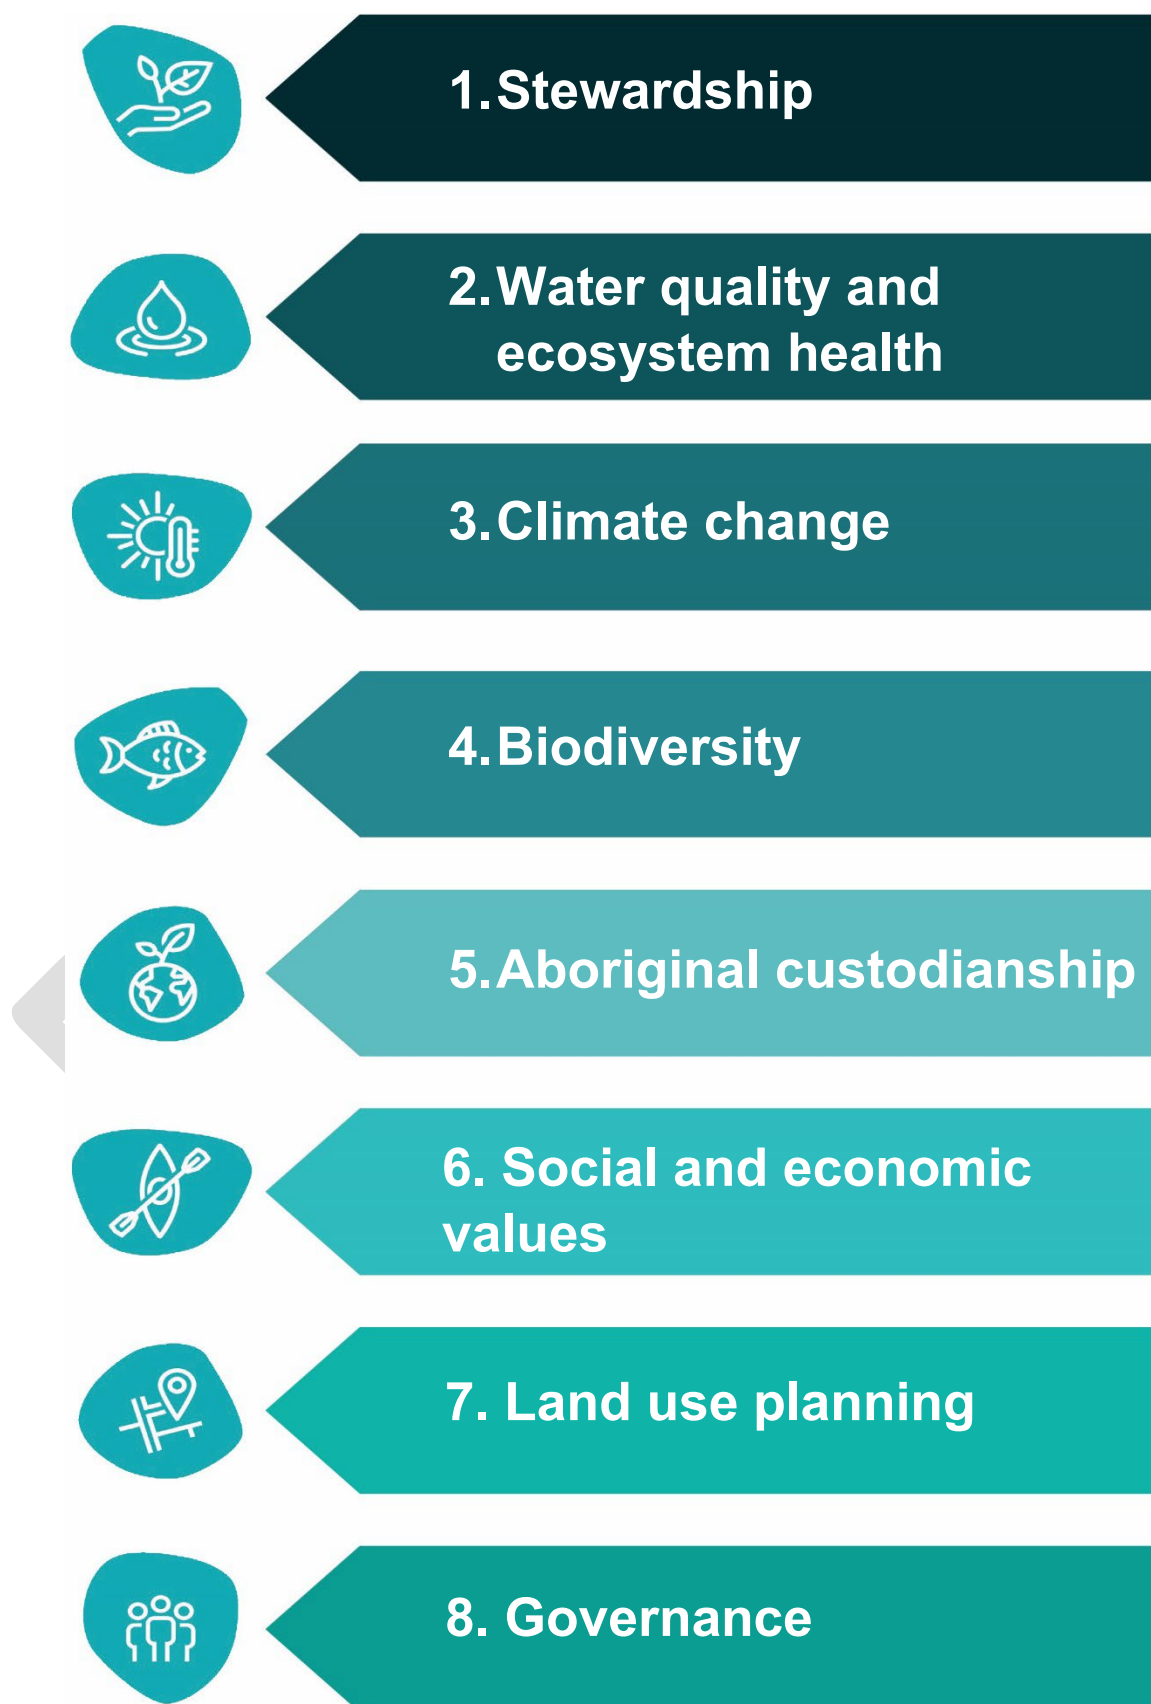 1. Stewardship
2. Water quality and
ecosystem health
3. Climate change
4. Biodiversity
5. Aboriginal custodianship
6. Social and economic
values
7. Land use planning
8. Governance